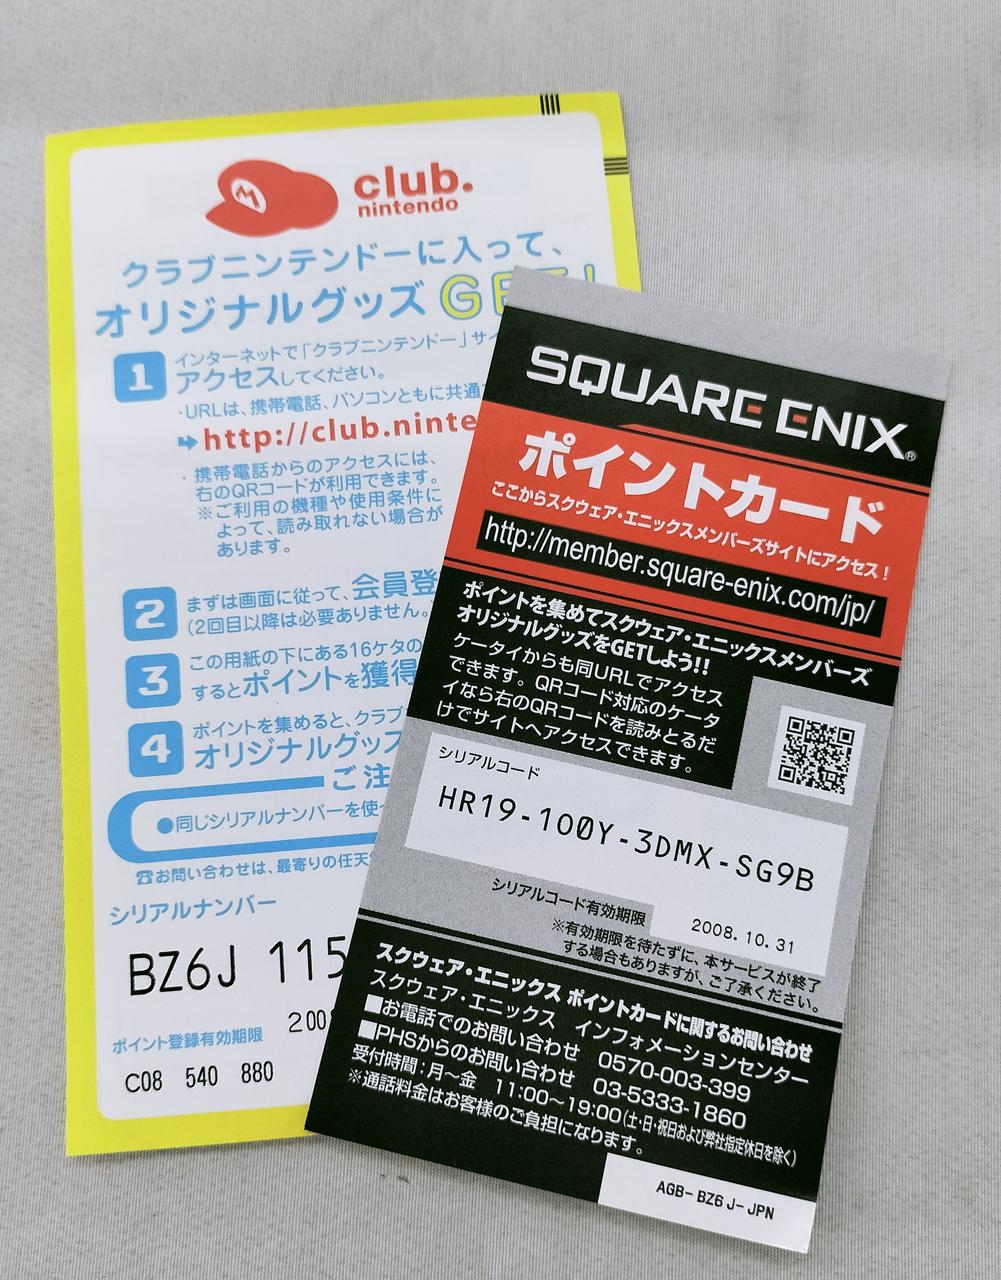 club.
nintendo
クラブニンテンドーに入って、
オリジナルグッズ GET!
1
インターネットで「クラブニンテンドー」サイ
アクセスしてください。
・URLは、携帯電話、パソコンともに共通
http://club.ninte
・携帯電話からのアクセスには、
右のQRコードが利用できます。
※ご利用の機種や使用条件に
よって、読み取れない場合が
あります。
2
まずは画面に従って、会員登
(2回目以降は必要ありません。
3
この用紙の下にある16ケタの
するとポイントを獲得
4
ポイントを集めると、クラブ
オリジナルグッズ
ご注
●同じシリアルナンバーを使
☎お問い合わせは、最寄りの任天
シリアルナンバー
BZ6J 115
ポイント登録有効期限 200
C08 540 880
SQUARE ENIX®
ポイントカード
ここからスクウェア・エニックスメンバーズサイトにアクセス!
http://member.square-enix.com/jp/
ポイントを集めてスクウェア・エニックスメンバーズ
オリジナルグッズをGETしよう!!
ケータイからも同URLでアクセス
できます。QRコード対応のケータ
イなら右のQRコードを読みとるだ
けでサイトへアクセスできます。
シリアルコード
HR19-100Y-3DMX-SG9B
シリアルコード有効期限 2008.10.31
※有効期限を待たずに、本サービスが終了
する場合もありますが、ご了承ください。
スクウェア・エニックス ポイントカードに関するお問い合わせ
スクウェア・エニックス インフォメーションセンター
■お電話でのお問い合わせ 0570-003-399
■PHSからのお問い合わせ 03-5333-1860
受付時間：月〜金 11:00〜19:00(土・日・祝日および弊社指定休日を除く)
※通話料金はお客様のご負担になります。
AGB-BZ6J-JPN